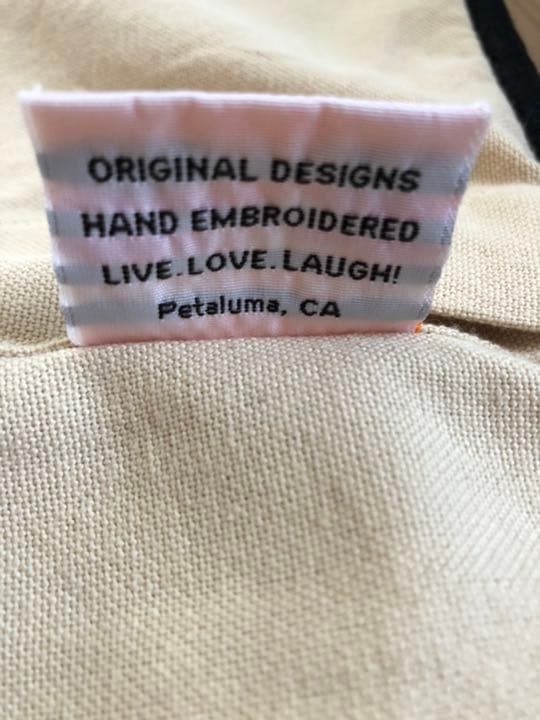 ORIGINAL DESIGNS
HAND EMBROIDERED
LIVE.LOVE.LAUGH!
Petaluma, CA